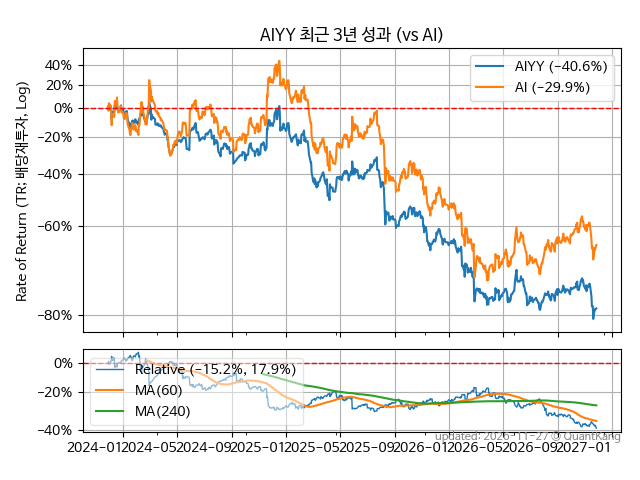 AIYY 최근 3년 성과 (vs AI)
Rate of Return (TR: 배당재투자, Log)
40%
20%
0%
−20%
−40%
−60%
−80%
AIYY (−40.6%)
AI (−29.9%)
0%
−20%
−40%
Relative (−15.2%, 17.9%)
MA(60)
MA(240)
2024-01 2024-05 2024-09 2025-01 2025-05 2025-09 2026-01 2026-05 2026-09 2027-01
updated: 2026-11-27 © QuantKang